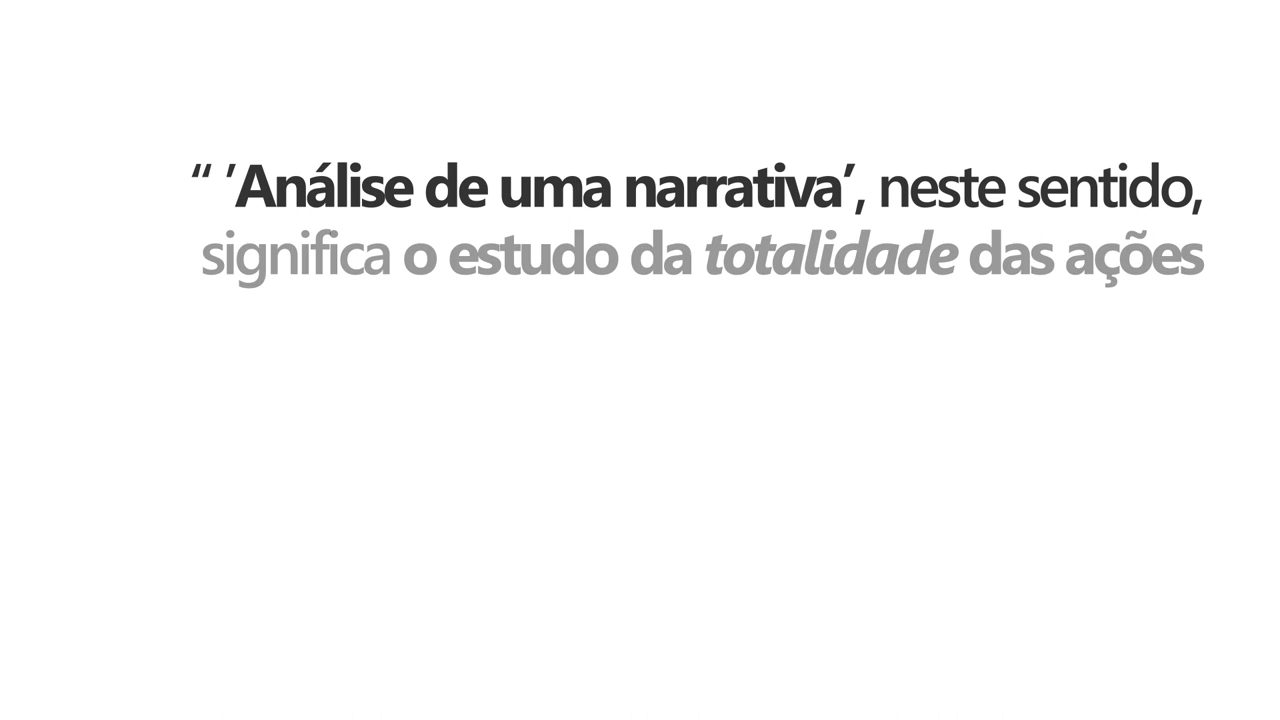 “ ’Análise de uma narrativa’, neste sentido,
significa o estudo da totalidade das ações